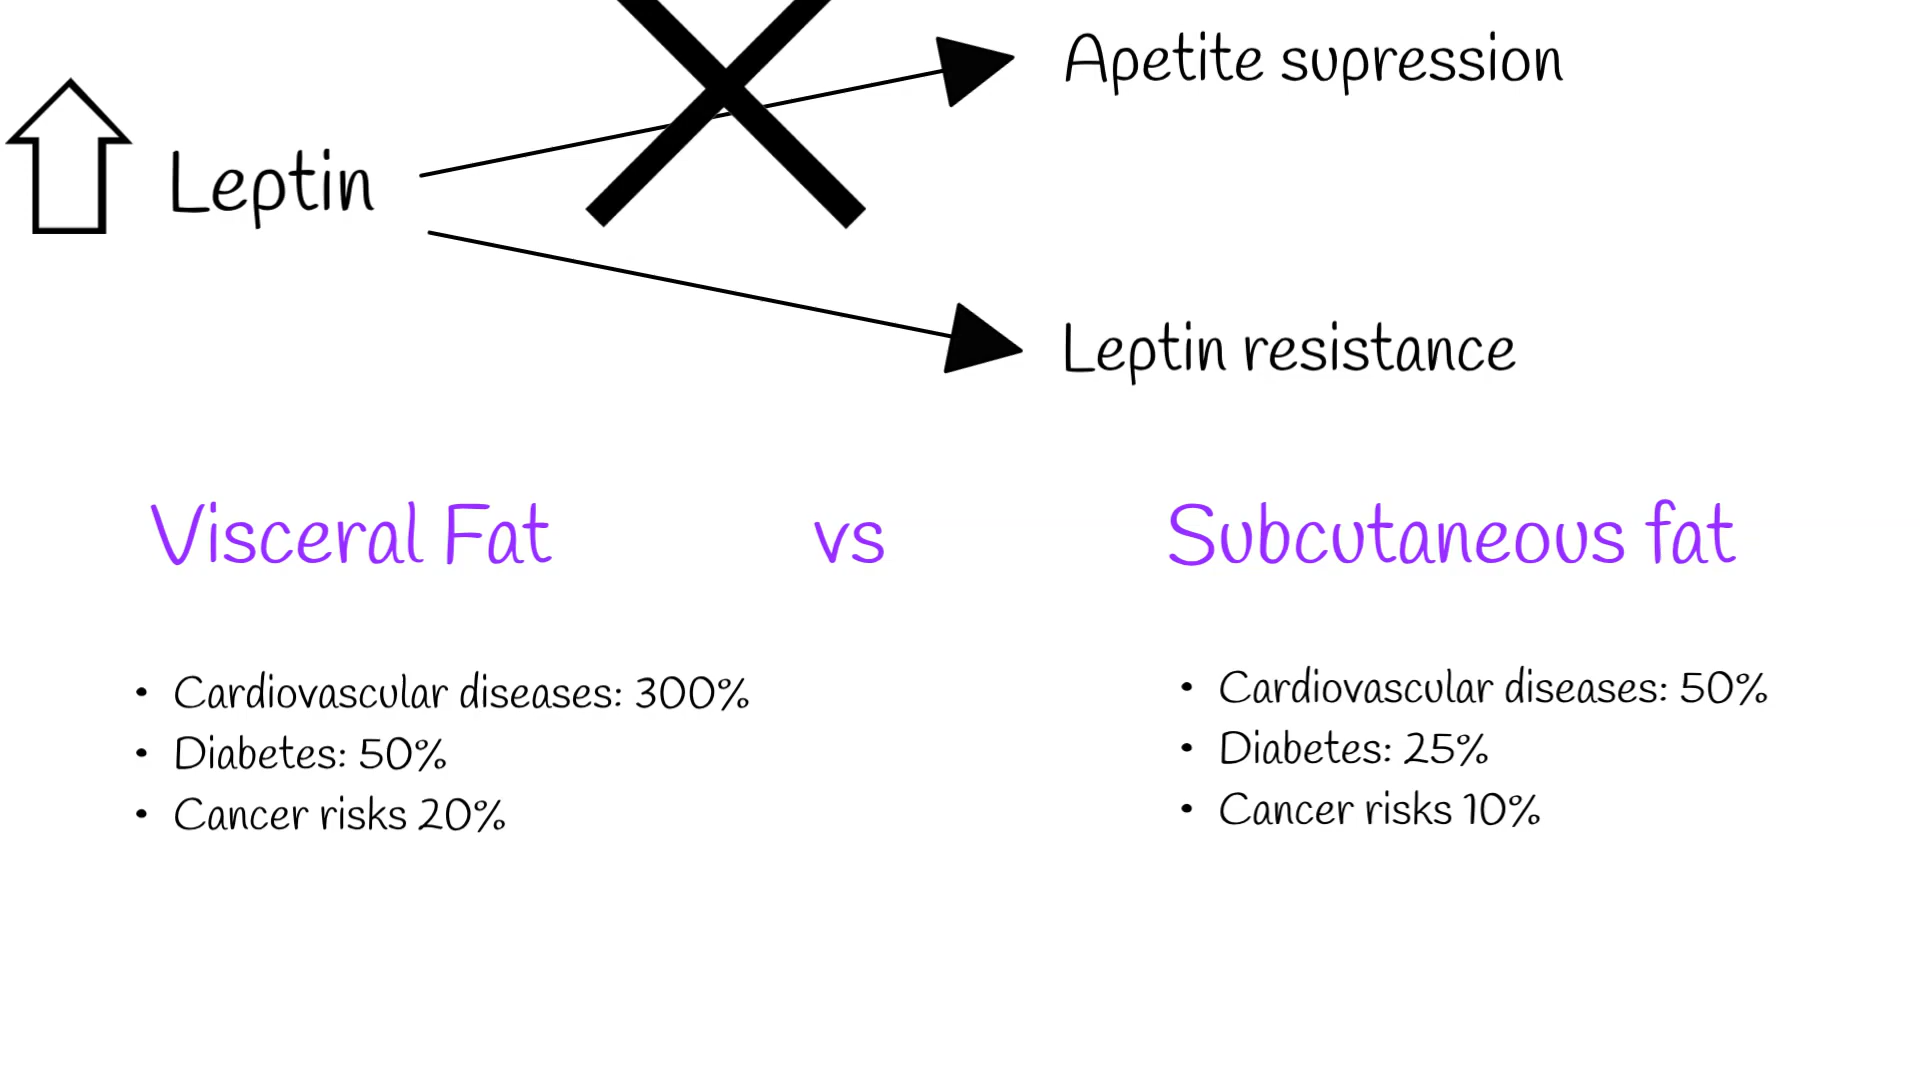 Apetite supression
Leptin
Leptin resistance
Visceral Fat vs Subcutaneous fat
• Cardiovascular diseases: 300%
• Diabetes: 50%
• Cancer risks 20%
• Cardiovascular diseases: 50%
• Diabetes: 25%
• Cancer risks 10%